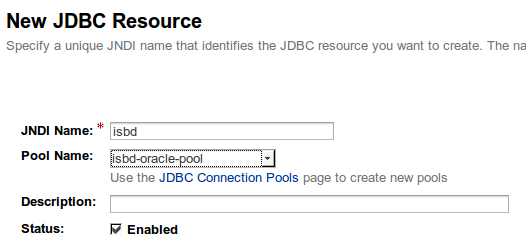 New JDBC Resource
Specify a unique JNDI name that identifies the JDBC resource you want to create. The na
JNDI Name: * isbd
Pool Name: isbd-oracle-pool
Use the JDBC Connection Pools page to create new pools
Description:
Status: Enabled